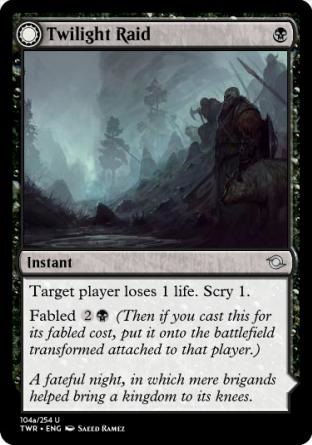 Twilight Raid
Instant
Target player loses 1 life. Scry 1.
Fabled 2 (Then if you cast this for
its fabled cost, put it onto the battlefield
transformed attached to that player.)
A fateful night, in which mere brigands
helped bring a kingdom to its knees.
104a/254 U
TWR • ENG Saeed Ramez